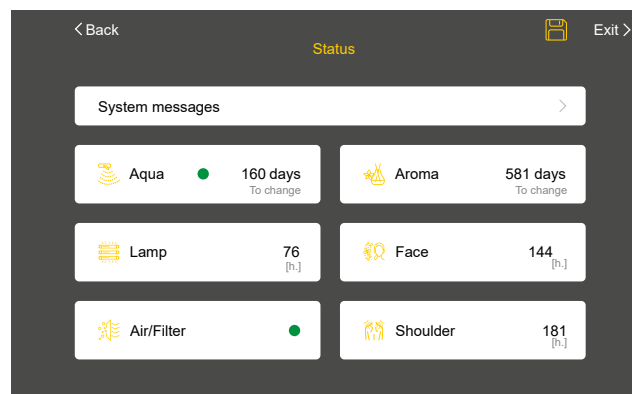 Back
Exit
Status
System messages
Aqua 160 days
To change
Aroma 581 days
To change
Lamp 76
[h.]
Face 144
[h.]
Air/Filter
Shoulder 181
[h.]